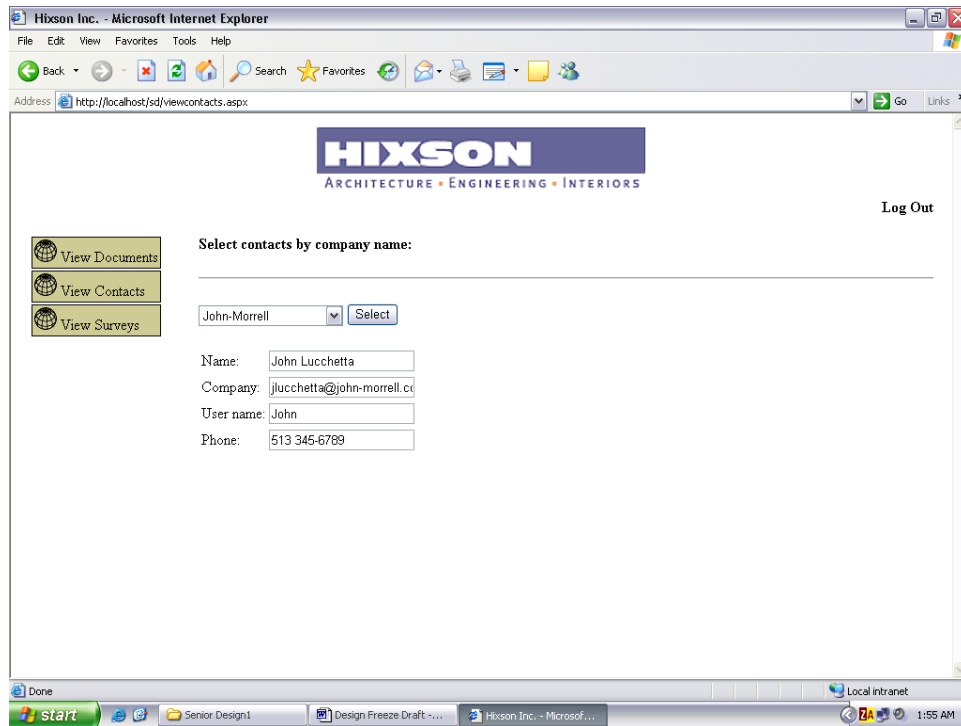 Hixson Inc. - Microsoft Internet Explorer
File Edit View Favorites Tools Help
Back Search Favorites
Address http://localhost/sd/viewcontacts.aspx Go Links
HIXSON
ARCHITECTURE ▪ ENGINEERING ▪ INTERIORS
Log Out
Select contacts by company name:
View Documents
View Contacts
View Surveys
John-Morrell Select
Name: John Lucchetta
Company: jlucchetta@john-morrell.co
User name: John
Phone: 513 345-6789
Done Local intranet
start Senior Design1 Design Freeze Draft -... Hixson Inc. - Microsof... ZA 1:55 AM